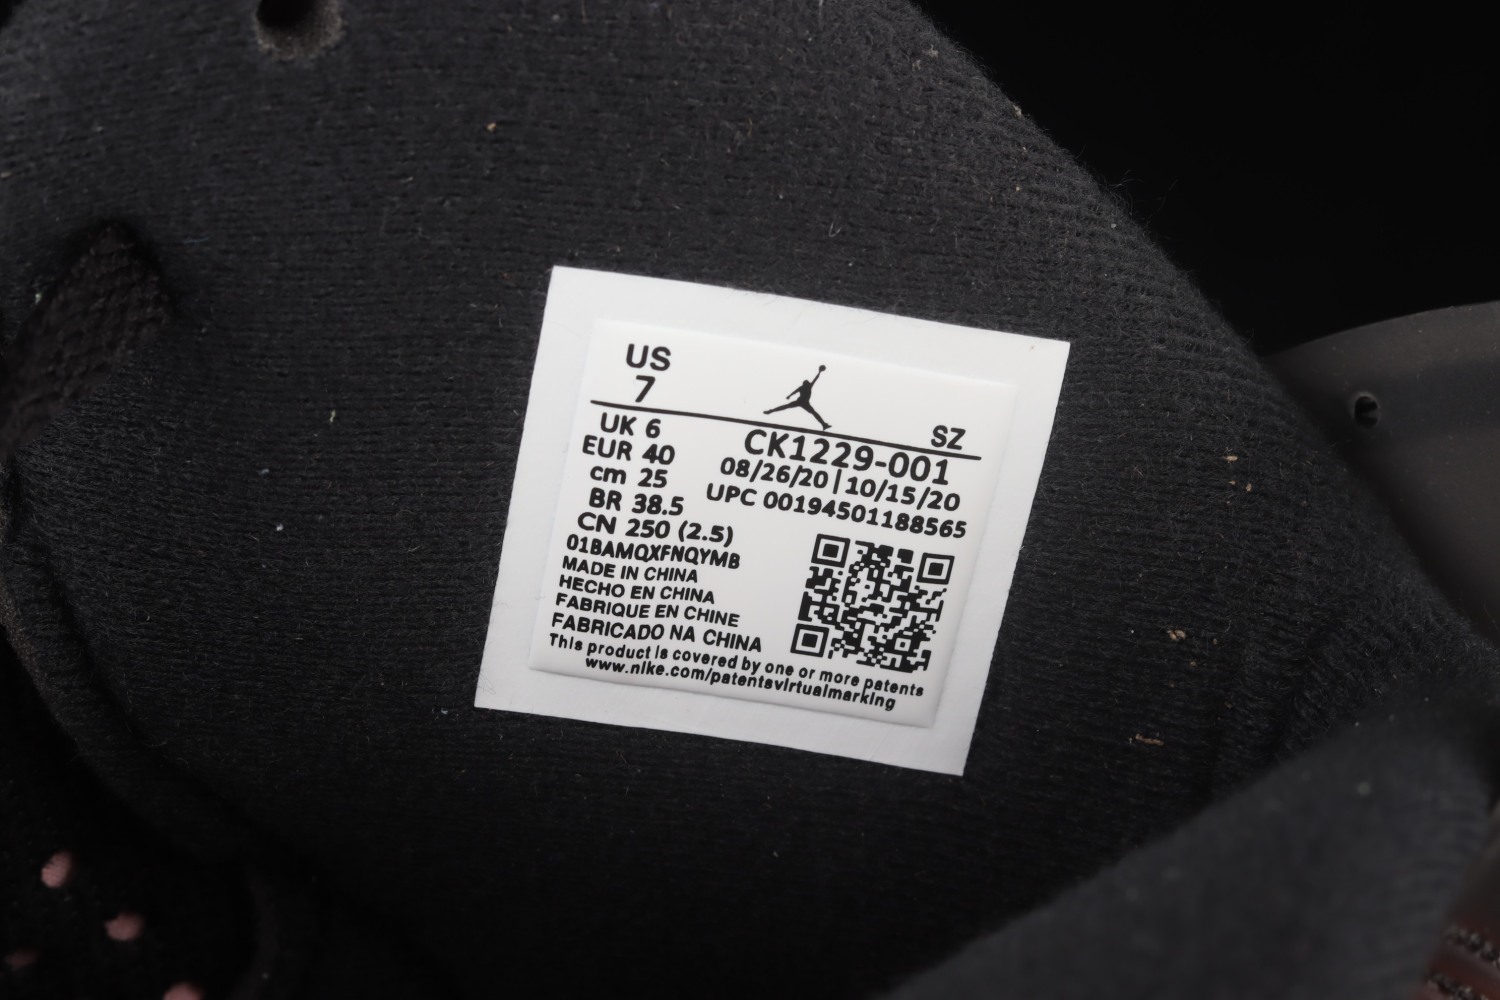 US
7
SZ
UK 6
EUR 40
cm 25
BR 38.5
CN 250 (2.5)
CK1229-001
08/26/20|10/15/20
UPC 00194501188565
01BAMQXFNQYMB
MADE IN CHINA
HECHO EN CHINA
FABRIQUE EN CHINE
FABRICADO NA CHINA
This product is covered by one or more patents
www.nike.com/patentsvirtualmarking